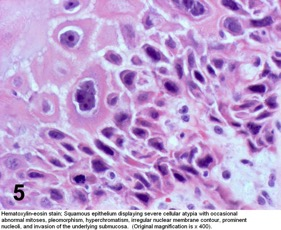 5
Hematoxylin-eosin stain; Squamous epithelium displaying severe cellular atypia with occasional
abnormal mitoses, pleomorphism, hyperchromatism, irregular nuclear membrane contour, prominent
nucleoli, and invasion of the underlying submucosa. (Original magnification is x 400).